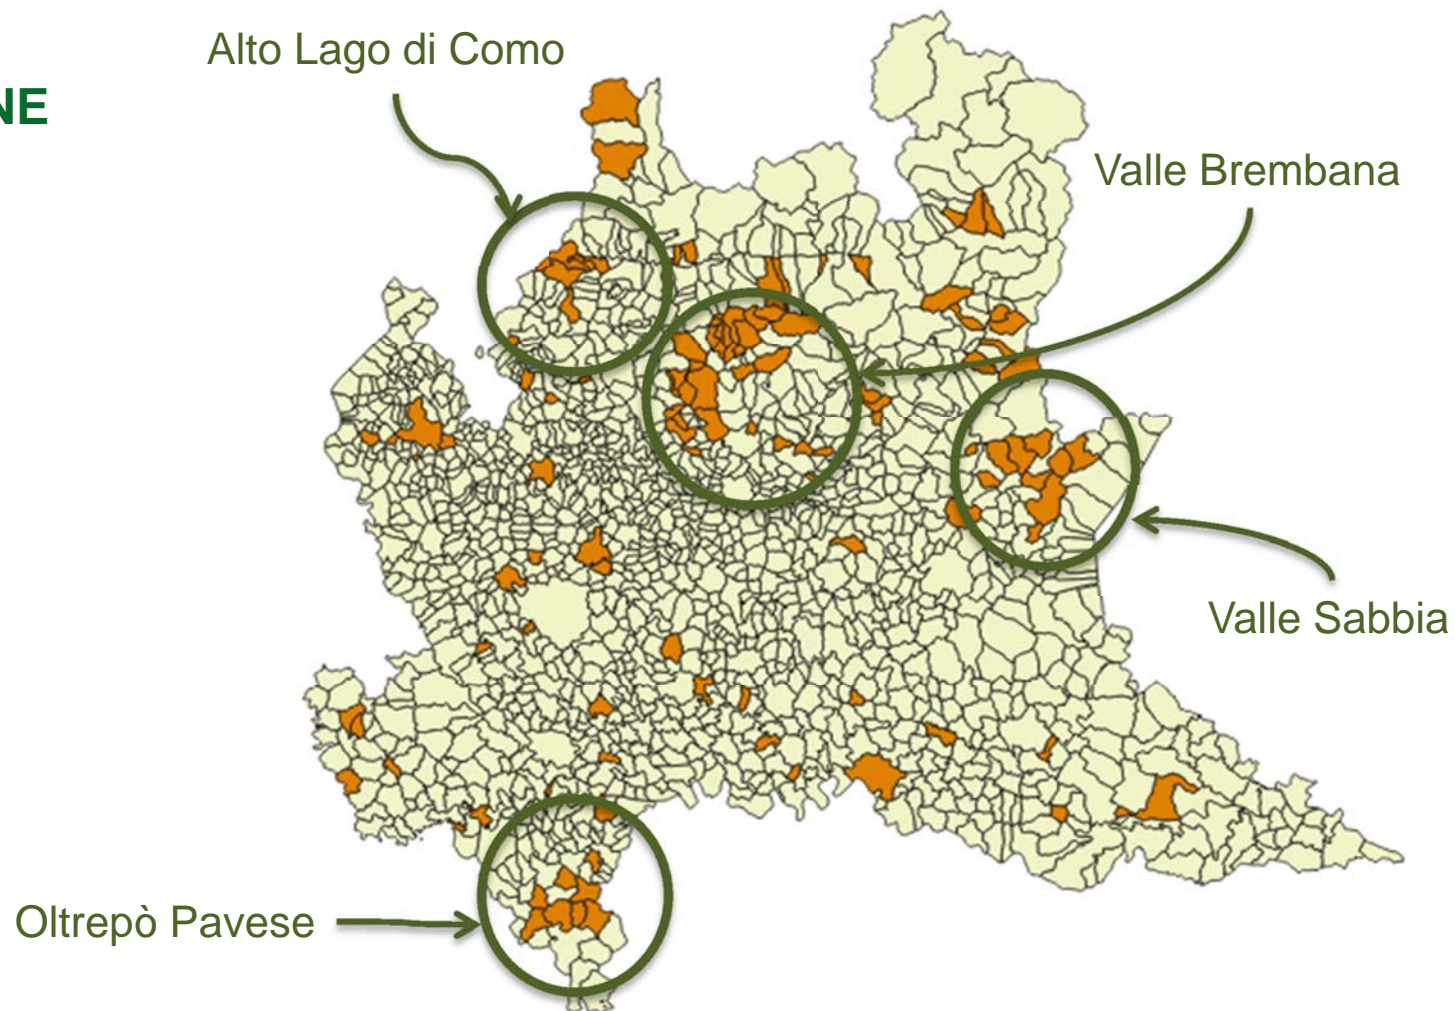 Alto Lago di Como
NE
Valle Brembana
Valle Sabbia
Oltrepò Pavese